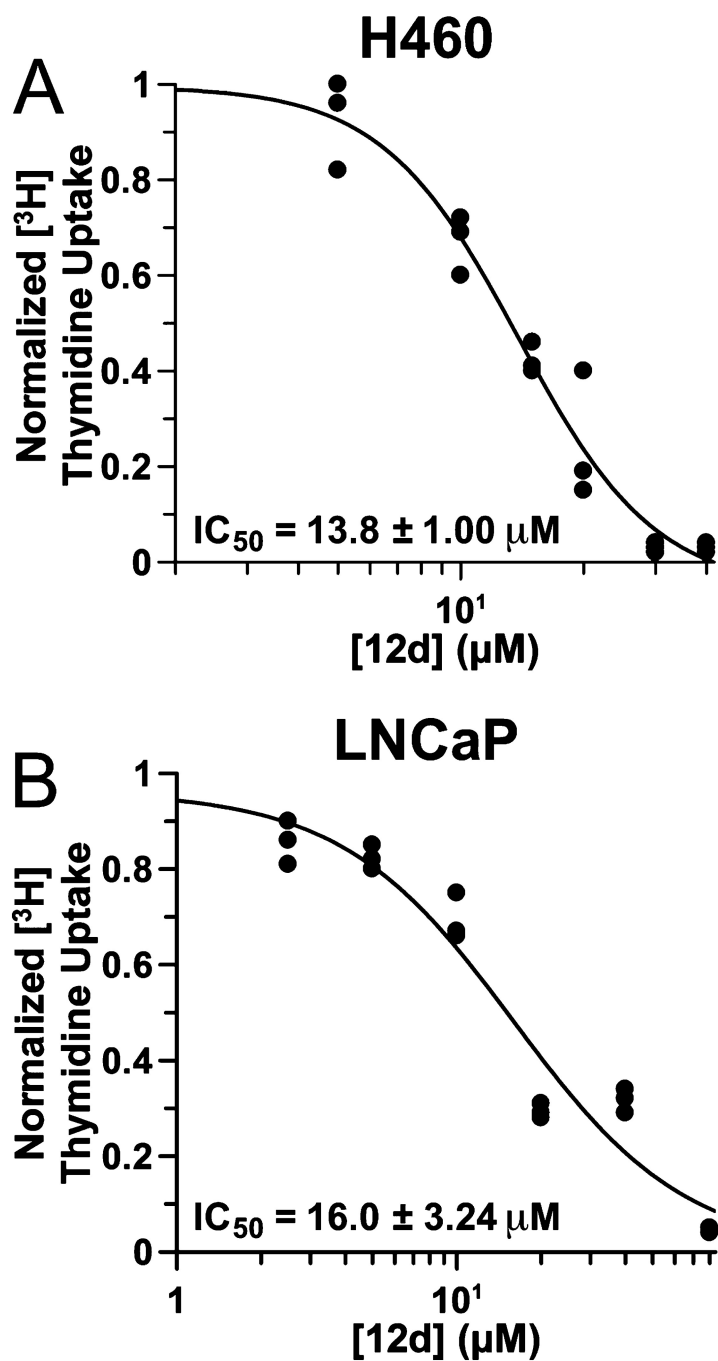 A
H460
Normalized [³H]
Thymidine Uptake
1
0.8
0.6
0.4
0.2
0
IC₅₀ = 13.8 ± 1.00 µM
10¹
[12d] (µM)
B
LNCaP
Normalized [³H]
Thymidine Uptake
1
0.8
0.6
0.4
0.2
0
IC₅₀ = 16.0 ± 3.24 µM
1
10¹
[12d] (µM)